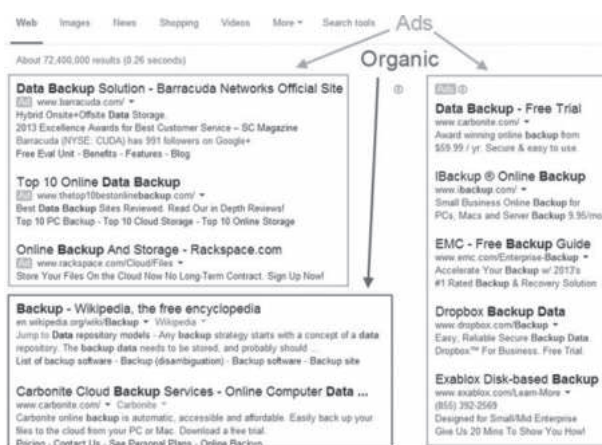 Web Images News Shopping Videos More Search tools
Ads
About 72,400,000 results (0.26 seconds)
Organic
Data Backup Solution - Barracuda Networks Official Site
Ad www.barracuda.com/
Hybrid Onsite+Offsite Data Storage.
2013 Excellence Awards for Best Customer Service – SC Magazine
Barracuda (NYSE: CUDA) has 991 followers on Google+
Free Eval Unit - Benefits - Features - Blog
Top 10 Online Data Backup
Ad www.thetop10bestonlinebackup.com/
Best Data Backup Sites Reviewed. Read Our in Depth Reviews!
Top 10 PC Backup - Top 10 Cloud Storage - Top 10 Online Storage
Online Backup And Storage - Rackspace.com
Ad www.rackspace.com/Cloud/Files
Store Your Files On the Cloud Now No Long-Term Contract. Sign Up Now!
Backup - Wikipedia, the free encyclopedia
en.wikipedia.org/wiki/Backup Wikipedia
Jump to Data repository models - Any backup strategy starts with a concept of a data
repository. The backup data needs to be stored, and probably should ...
List of backup software - Backup (disambiguation) - Backup software - Backup site
Carbonite Cloud Backup Services - Online Computer Data ...
www.carbonite.com/ Carbonite
Carbonite online backup is automatic, accessible and affordable. Easily back up your
files to the cloud from your PC or Mac. Download a free trial.
Pricing - Contact Us - See Personal Plans - Online Backup
Ads
Data Backup - Free Trial
www.carbonite.com/
Award winning online backup from
$59.99 / yr. Secure & easy to use.
IBackup ® Online Backup
www.ibackup.com/
Small Business Online Backup for
PCs, Macs and Server Backup 9.95/mo
EMC - Free Backup Guide
www.emc.com/Enterprise-Backup
Accelerate Your Backup w/ 2013's
#1 Rated Backup & Recovery Solution
Dropbox Backup Data
www.dropbox.com/Backup
Easy, Reliable Secure Backup Data.
Dropbox™ For Business. Free Trial.
Exablox Disk-based Backup
www.exablox.com/Learn-More
(855) 392-2569
Designed for Small/Mid Enterprise
Give Us 20 Mins To Show You How!